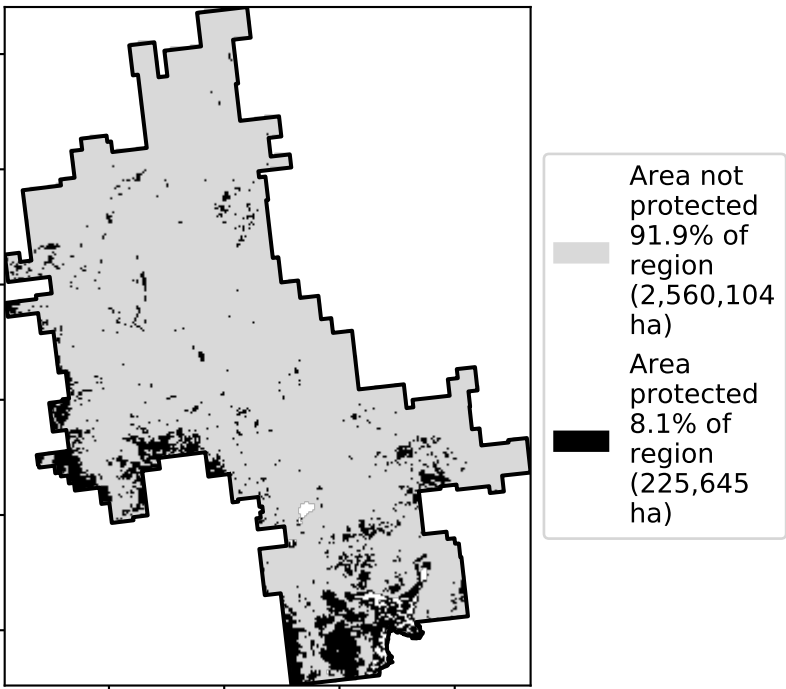 Area not
protected
91.9% of
region
(2,560,104
ha)
Area
protected
8.1% of
region
(225,645
ha)